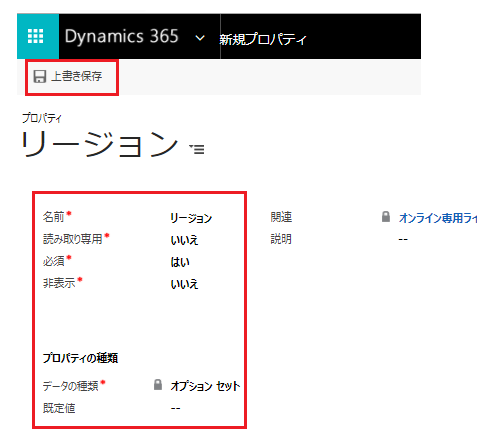 Dynamics 365 新規プロパティ
上書き保存
プロパティ
リージョン
名前* リージョン 関連 オンライン専用ライ
読み取り専用* いいえ 説明 --
必須* はい
非表示* いいえ
プロパティの種類
データの種類* オプション セット
既定値 --